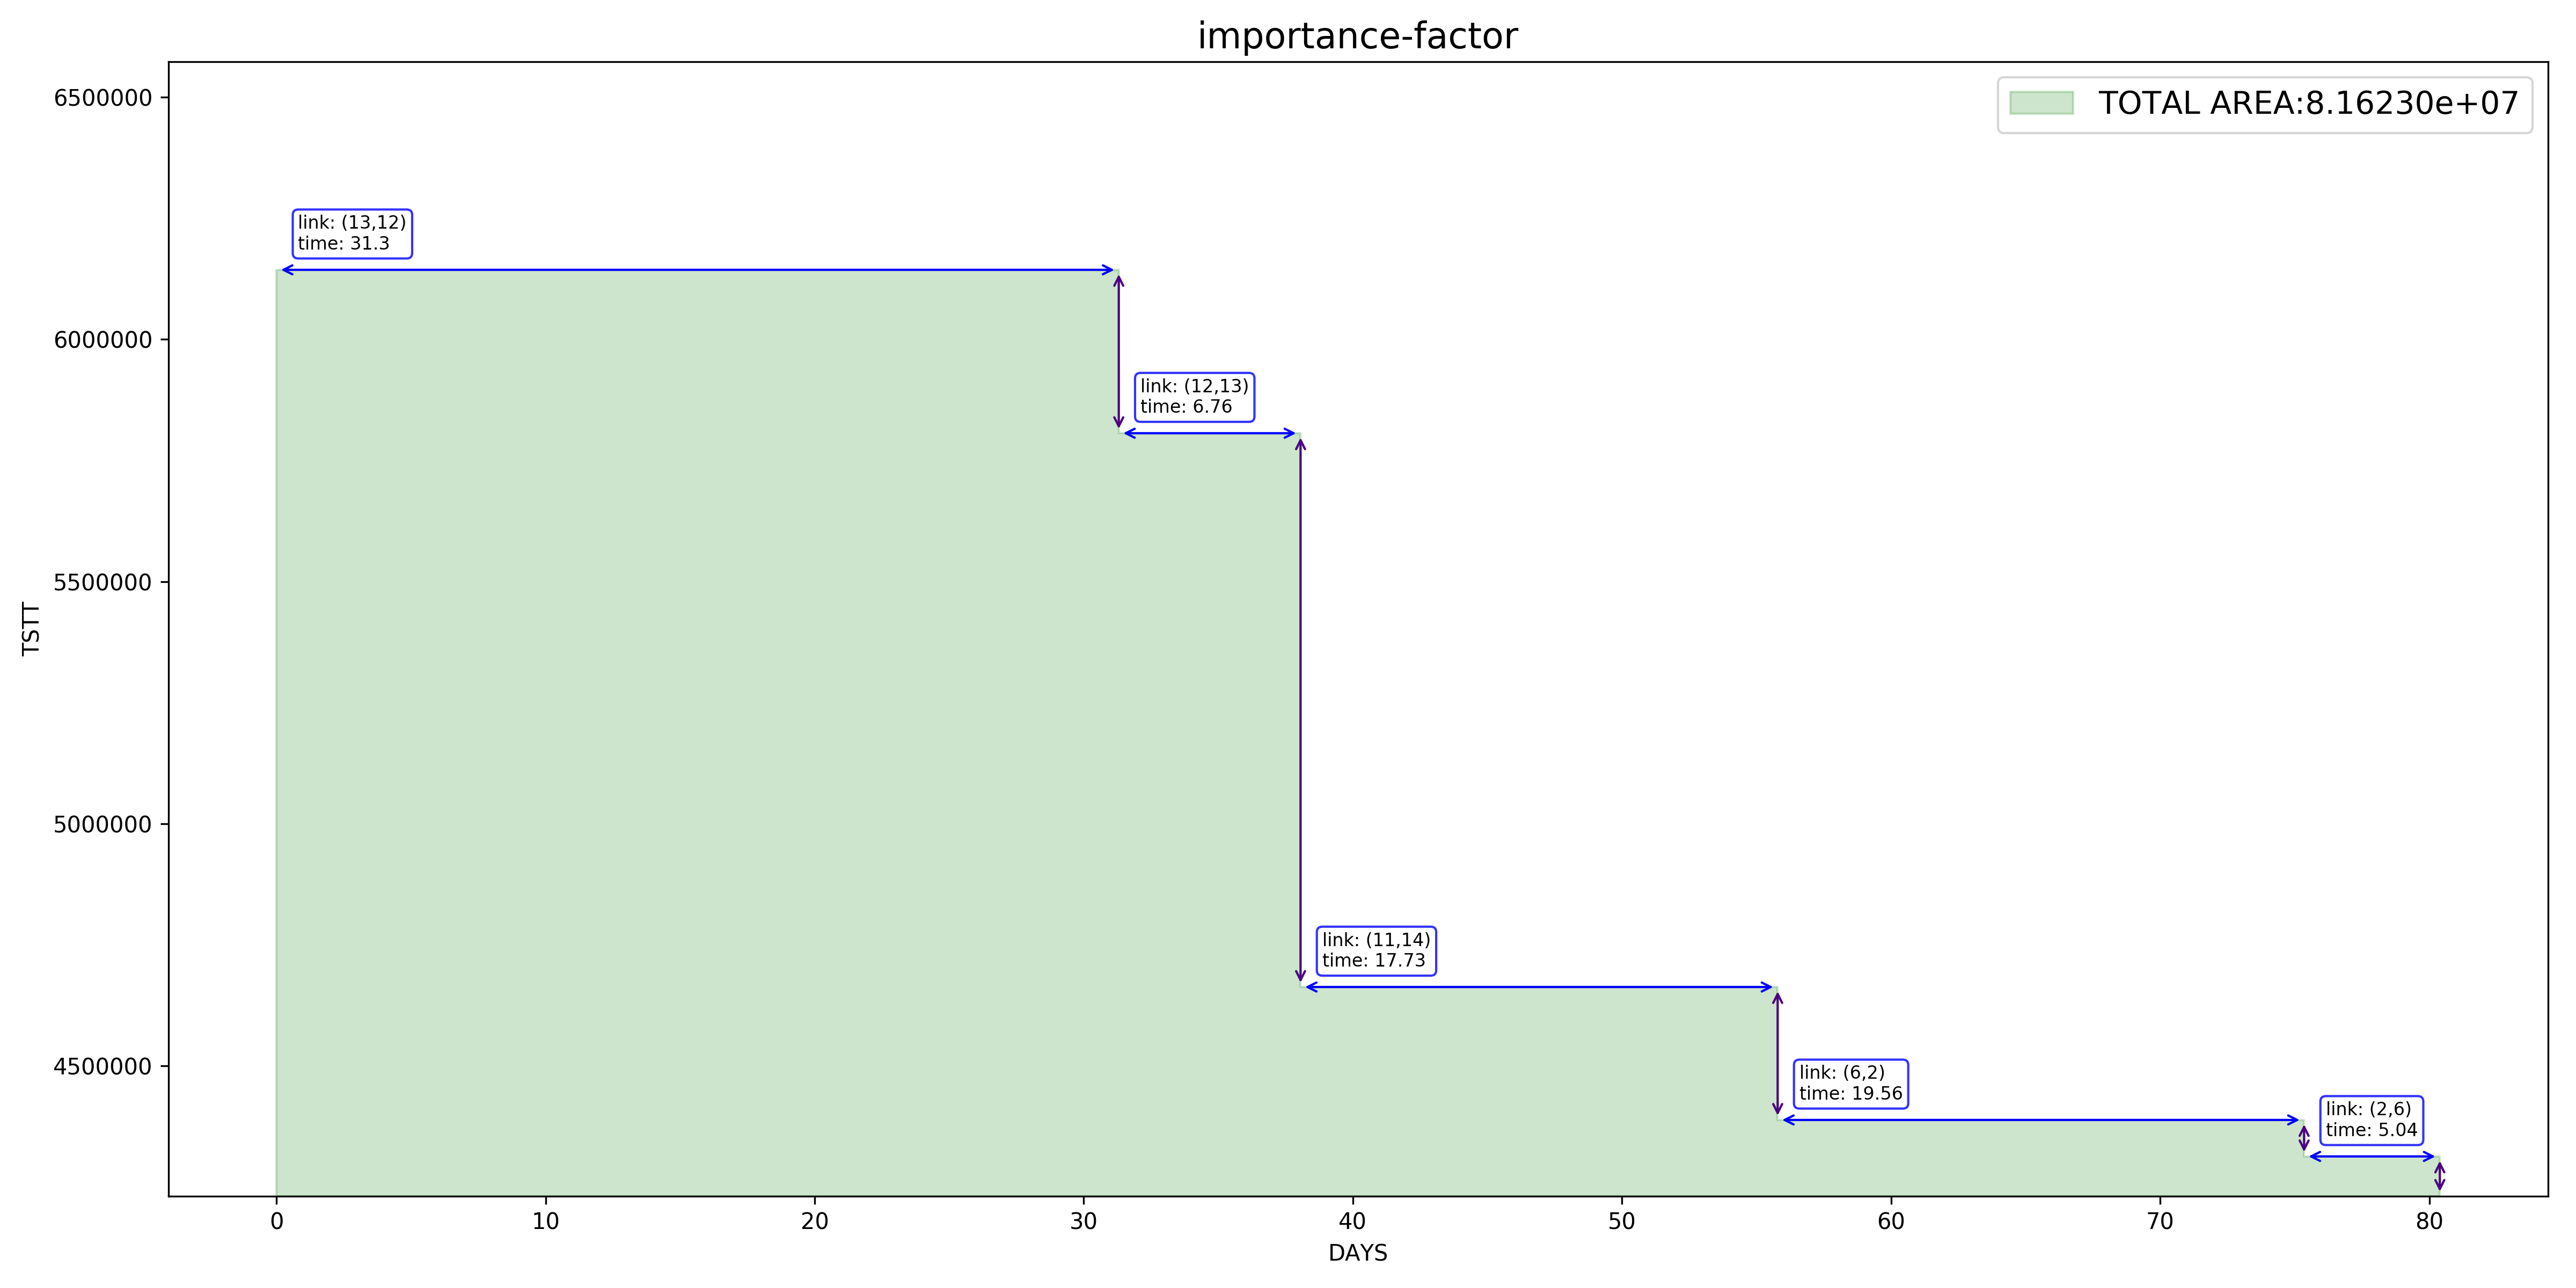 importance-factor
TOTAL AREA:8.16230e+07
6500000
6000000
5500000
5000000
4500000
TSTT
link: (13,12)
time: 31.3
link: (12,13)
time: 6.76
link: (11,14)
time: 17.73
link: (6,2)
time: 19.56
link: (2,6)
time: 5.04
0 10 20 30 40 50 60 70 80
DAYS